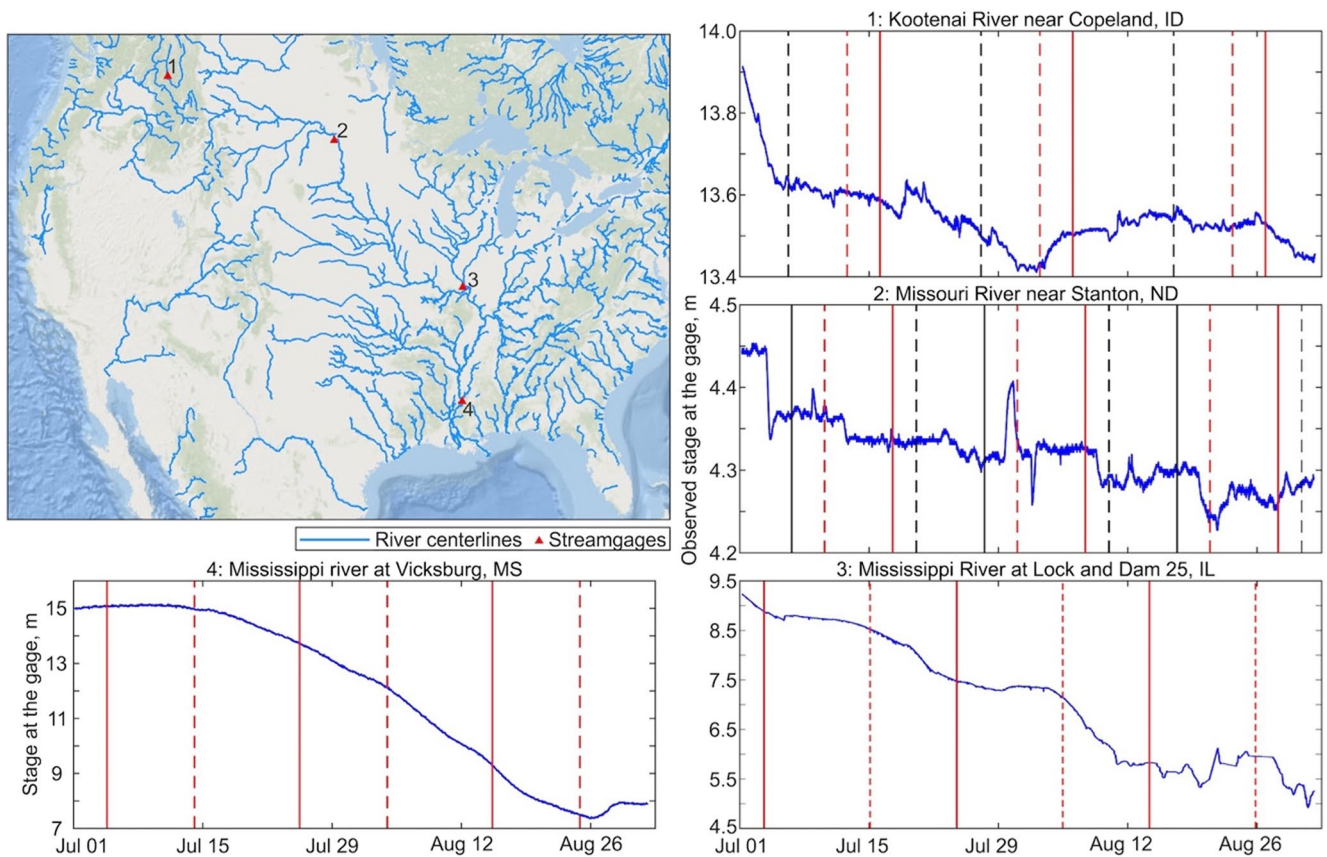 1
2
3
4
River centerlines Streamgages
1: Kootenai River near Copeland, ID
14.0
13.8
13.6
13.4
2: Missouri River near Stanton, ND
Observed stage at the gage, m
4.5
4.4
4.3
4.2
4: Mississippi river at Vicksburg, MS
Stage at the gage, m
15
13
11
9
7
Jul 01 Jul 15 Jul 29 Aug 12 Aug 26
3: Mississippi River at Lock and Dam 25, IL
9.5
8.5
7.5
6.5
5.5
4.5
Jul 01 Jul 15 Jul 29 Aug 12 Aug 26